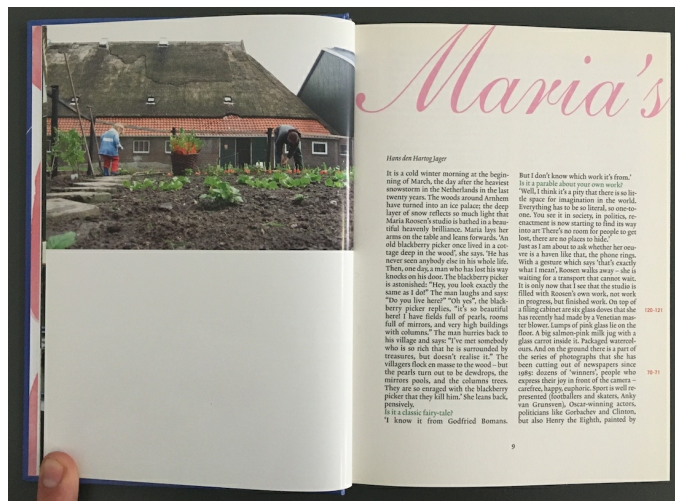 Maria's
Hans den Hartog Jager
It is a cold winter morning at the begin-
ning of March, the day after the heaviest
snowstorm in the Netherlands in the last
twenty years. The woods around Arnhem
have turned into an ice palace; the deep
layer of snow reflects so much light that
Maria Roosen's studio is bathed in a beau-
tiful heavenly brilliance. Maria lays her
arms on the table and leans forwards. 'An
old blackberry picker once lived in a cot-
tage deep in the wood', she says. 'He has
never seen anybody else in his whole life.
Then, one day, a man who has lost his way
knocks on his door. The blackberry picker
is astonished: "Hey, you look exactly the
same as I do!" The man laughs and says:
"Do you live here?" "Oh yes", the black-
berry picker replies, "it's so beautiful
here! I have fields full of pearls, rooms
full of mirrors, and very high buildings
with columns." The man hurries back to
his village and says: "I've met somebody
who is so rich that he is surrounded by
treasures, but doesn't realise it." The
villagers flock en masse to the wood – but
the pearls turn out to be dewdrops, the
mirrors pools, and the columns trees.
They are so enraged with the blackberry
picker that they kill him.' She leans back,
pensively.
Is it a classic fairy-tale?
'I know it from Godfried Bomans.
But I don't know which work it's from.'
Is it a parable about your own work?
'Well, I think it's a pity that there is so lit-
tle space for imagination in the world.
Everything has to be so literal, so one-to-
one. You see it in society, in politics, re-
enactment is now starting to find its way
into art There's no room for people to get
lost, there are no places to hide.'
Just as I am about to ask whether her oeu-
vre is a haven like that, the phone rings.
With a gesture which says 'that's exactly
what I mean', Roosen walks away – she is
waiting for a transport that cannot wait.
It is only now that I see that the studio is
filled with Roosen's own work, not work
in progress, but finished work. On top of
a filing cabinet are six glass doves that she
has recently had made by a Venetian mas-
ter blower. Lumps of pink glass lie on the
floor. A big salmon-pink milk jug with a
glass carrot inside it. Packaged watercol-
ours. And on the ground there is a part of
the series of photographs that she has
been cutting out of newspapers since
1985: dozens of 'winners', people who
express their joy in front of the camera –
carefree, happy, euphoric. Sport is well re-
presented (footballers and skaters, Anky
van Grunsven), Oscar-winning actors,
politicians like Gorbachev and Clinton,
but also Henry the Eighth, painted by
120-121
70-71
9